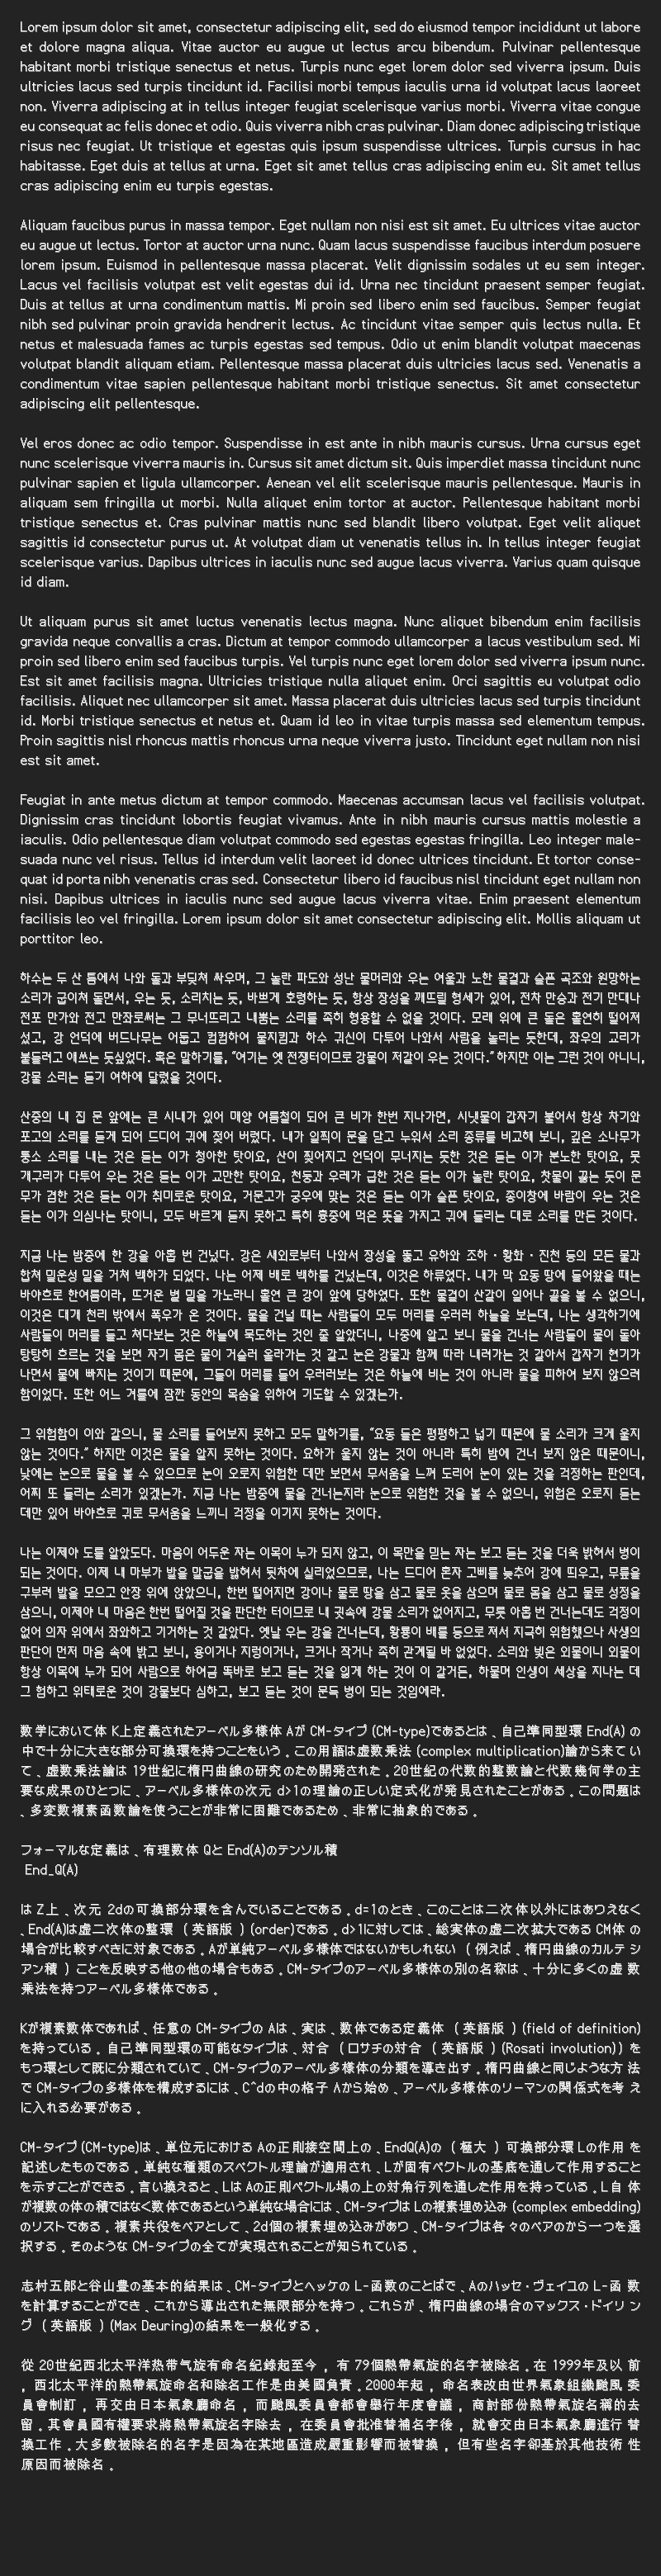 Lorem ipsum dolor sit amet, consectetur adipiscing elit, sed do eiusmod tempor incididunt ut labore
et dolore magna aliqua. Vitae auctor eu augue ut lectus arcu bibendum. Pulvinar pellentesque
habitant morbi tristique senectus et netus. Turpis nunc eget lorem dolor sed viverra ipsum. Duis
ultricies lacus sed turpis tincidunt id. Facilisi morbi tempus iaculis urna id volutpat lacus laoreet
non. Viverra adipiscing at in tellus integer feugiat scelerisque varius morbi. Viverra vitae congue
eu consequat ac felis donec et odio. Quis viverra nibh cras pulvinar. Diam donec adipiscing tristique
risus nec feugiat. Ut tristique et egestas quis ipsum suspendisse ultrices. Turpis cursus in hac
habitasse. Eget duis at tellus at urna. Eget sit amet tellus cras adipiscing enim eu. Sit amet tellus
cras adipiscing enim eu turpis egestas.
Aliquam faucibus purus in massa tempor. Eget nullam non nisi est sit amet. Eu ultrices vitae auctor
eu augue ut lectus. Tortor at auctor urna nunc. Quam lacus suspendisse faucibus interdum posuere
lorem ipsum. Euismod in pellentesque massa placerat. Velit dignissim sodales ut eu sem integer.
Lacus vel facilisis volutpat est velit egestas dui id. Urna nec tincidunt praesent semper feugiat.
Duis at tellus at urna condimentum mattis. Mi proin sed libero enim sed faucibus. Semper feugiat
nibh sed pulvinar proin gravida hendrerit lectus. Ac tincidunt vitae semper quis lectus nulla. Et
netus et malesuada fames ac turpis egestas sed tempus. Odio ut enim blandit volutpat maecenas
volutpat blandit aliquam etiam. Pellentesque massa placerat duis ultricies lacus sed. Venenatis a
condimentum vitae sapien pellentesque habitant morbi tristique senectus. Sit amet consectetur
adipiscing elit pellentesque.
Vel eros donec ac odio tempor. Suspendisse in est ante in nibh mauris cursus. Urna cursus eget
nunc scelerisque viverra mauris in. Cursus sit amet dictum sit. Quis imperdiet massa tincidunt nunc
pulvinar sapien et ligula ullamcorper. Aenean vel elit scelerisque mauris pellentesque. Mauris in
aliquam sem fringilla ut morbi. Nulla aliquet enim tortor at auctor. Pellentesque habitant morbi
tristique senectus et. Cras pulvinar mattis nunc sed blandit libero volutpat. Eget velit aliquet
sagittis id consectetur purus ut. At volutpat diam ut venenatis tellus in. In tellus integer feugiat
scelerisque varius. Dapibus ultrices in iaculis nunc sed augue lacus viverra. Varius quam quisque
id diam.
Ut aliquam purus sit amet luctus venenatis lectus magna. Nunc aliquet bibendum enim facilisis
gravida neque convallis a cras. Dictum at tempor commodo ullamcorper a lacus vestibulum sed. Mi
proin sed libero enim sed faucibus turpis. Vel turpis nunc eget lorem dolor sed viverra ipsum nunc.
Est sit amet facilisis magna. Ultricies tristique nulla aliquet enim. Orci sagittis eu volutpat odio
facilisis. Aliquet nec ullamcorper sit amet. Massa placerat duis ultricies lacus sed turpis tincidunt
id. Morbi tristique senectus et netus et. Quam id leo in vitae turpis massa sed elementum tempus.
Proin sagittis nisl rhoncus mattis rhoncus urna neque viverra justo. Tincidunt eget nullam non nisi
est sit amet.
Feugiat in ante metus dictum at tempor commodo. Maecenas accumsan lacus vel facilisis volutpat.
Dignissim cras tincidunt lobortis feugiat vivamus. Ante in nibh mauris cursus mattis molestie a
iaculis. Odio pellentesque diam volutpat commodo sed egestas egestas fringilla. Leo integer male-
suada nunc vel risus. Tellus id interdum velit laoreet id donec ultrices tincidunt. Et tortor conse-
quat id porta nibh venenatis cras sed. Consectetur libero id faucibus nisl tincidunt eget nullam non
nisi. Dapibus ultrices in iaculis nunc sed augue lacus viverra vitae. Enim praesent elementum
facilisis leo vel fringilla. Lorem ipsum dolor sit amet consectetur adipiscing elit. Mollis aliquam ut
porttitor leo.
하수는 두 산 틈에서 나와 돌과 부딪쳐 싸우며, 그 놀란 파도와 성난 물머리와 우는 여울과 노한 물결과 슬픈 곡조와 원망하는
소리가 굽이쳐 돌면서, 우는 듯, 소리치는 듯, 바쁘게 호령하는 듯, 항상 장성을 깨뜨릴 형세가 있어, 전차 만승과 전기 만대나
전포 만가와 전고 만좌로써는 그 무너뜨리고 내뿜는 소리를 족히 형용할 수 없을 것이다. 모래 위에 큰 돌은 홀연히 떨어져
섰고, 강 언덕에 버드나무는 어둡고 컴컴하여 물지킴과 하수 귀신이 다투어 나와서 사람을 놀리는 듯한데, 좌우의 교리가
붙들려고 애쓰는 듯싶었다. 혹은 말하기를, “여기는 옛 전쟁터이므로 강물이 저같이 우는 것이다.” 하지만 이는 그런 것이 아니니,
강물 소리는 듣기 여하에 달렸을 것이다.
산중의 내 집 문 앞에는 큰 시내가 있어 매양 여름철이 되어 큰 비가 한번 지나가면, 시냇물이 갑자기 불어서 항상 차기와
포고의 소리를 듣게 되어 드디어 귀에 젖어 버렸다. 내가 일찍이 문을 닫고 누워서 소리 종류를 비교해 보니, 깊은 소나무가
퉁소 소리를 내는 것은 듣는 이가 청아한 탓이요, 산이 찢어지고 언덕이 무너지는 듯한 것은 듣는 이가 분노한 탓이요, 뭇
개구리가 다투어 우는 것은 듣는 이가 교만한 탓이요, 천둥과 우레가 급한 것은 듣는 이가 놀란 탓이요, 찻물이 끓는 듯이 문
무가 겸한 것은 듣는 이가 취미로운 탓이요, 거문고가 궁우에 맞는 것은 듣는 이가 슬픈 탓이요, 종이창에 바람이 우는 것은
듣는 이가 의심나는 탓이니, 모두 바르게 듣지 못하고 특히 흉중에 먹은 뜻을 가지고 귀에 들리는 대로 소리를 만든 것이다.
지금 나는 밤중에 한 강을 아홉 번 건넜다. 강은 새외로부터 나와서 장성을 뚫고 유하와 조하·황화·진천 등의 모든 물과
합쳐 밀운성 밑을 거쳐 백하가 되었다. 나는 어제 배로 백하를 건넜는데, 이것은 하류였다. 내가 막 요동 땅에 들어왔을 때는
바야흐로 한여름이라, 뜨거운 볕 밑을 가노라니 홀연 큰 강이 앞에 당하였다. 또한 물결이 산같이 일어나 끝을 볼 수 없으니,
이것은 대개 천리 밖에서 폭우가 온 것이다. 물을 건널 때는 사람들이 모두 머리를 우러러 하늘을 보는데, 나는 생각하기에
사람들이 머리를 들고 쳐다보는 것은 하늘에 묵도하는 것인 줄 알았더니, 나중에 알고 보니 물을 건너는 사람들이 물이 돌아
탕탕히 흐르는 것을 보면 자기 몸은 물이 거슬러 올라가는 것 같고 눈은 강물과 함께 따라 내려가는 것 같아서 갑자기 현기가
나면서 물에 빠지는 것이기 때문에, 그들이 머리를 들어 우러러보는 것은 하늘에 비는 것이 아니라 물을 피하여 보지 않으려
함이었다. 또한 어느 겨를에 잠깐 동안의 목숨을 위하여 기도할 수 있겠는가.
그 위험함이 이와 같으니, 물 소리를 들어보지 못하고 모두 말하기를, “요동 들은 평평하고 넓기 때문에 물 소리가 크게 울지
않는 것이다.” 하지만 이것은 물을 알지 못하는 것이다. 요하가 울지 않는 것이 아니라 특히 밤에 건너 보지 않은 때문이니,
낮에는 눈으로 물을 볼 수 있으므로 눈이 오로지 위험한 데만 보면서 무서움을 느껴 도리어 눈이 있는 것을 걱정하는 판인데,
어찌 또 들리는 소리가 있겠는가. 지금 나는 밤중에 물을 건너는지라 눈으로 위험한 것을 볼 수 없으니, 위험은 오로지 듣는
데만 있어 바야흐로 귀로 무서움을 느끼니 걱정을 이기지 못하는 것이다.
나는 이제야 도를 알았도다. 마음이 어두운 자는 이목이 누가 되지 않고, 이 목만을 믿는 자는 보고 듣는 것을 더욱 밝혀서 병이
되는 것이다. 이제 내 마부가 발을 말굽을 밟혀서 뒷차에 실리었으므로, 나는 드디어 혼자 고삐를 늦추어 강에 띄우고, 무릎을
구부려 발을 모으고 안장 위에 앉았으니, 한번 떨어지면 강이나 물로 땅을 삼고 물로 옷을 삼으며 물로 몸을 삼고 물로 성정을
삼으니, 이제야 내 마음은 한번 떨어질 것을 판단한 터이므로 내 귓속에 강물 소리가 없어지고, 무릇 아홉 번 건너는데도 걱정이
없어 의자 위에서 좌와하고 기거하는 것 같았다. 옛날 우는 강을 건너는데, 황룡이 배를 등으로 져서 지극히 위험했으나 사생의
판단이 먼저 마음 속에 밝고 보니, 용이거나 지렁이거나, 크거나 작거나 족히 관계될 바 없었다. 소리와 빛은 외물이니 외물이
항상 이목에 누가 되어 사람으로 하여금 똑바로 보고 듣는 것을 잃게 하는 것이 이 같거든, 하물며 인생이 세상을 지나는 데
그 험하고 위태로운 것이 강물보다 심하고, 보고 듣는 것이 문득 병이 되는 것임에랴.
数学において体 K上定義されたアーベル多様体 Aが CM-タイプ (CM-type)であるとは、自己準同型環 End(A) の
中で十分に大きな部分可換環を持つことをいう。この用語は虚数乗法 (complex multiplication)論から来てい
て、虚数乗法論は 19世紀に楕円曲線の研究のため開発された。20世紀の代数的整数論と代数幾何学の主
要な成果のひとつに、アーベル多様体の次元 d>1の理論の正しい定式化が発見されたことがある。この問題は
、多変数複素函数論を使うことが非常に困難であるため、非常に抽象的である。
フォーマルな定義は、有理数体 Qと End(A)のテンソル積
End_Q(A)
は Z上、次元 2dの可換部分環を含んでいることである。d=1のとき、このことは二次体以外にはありえなく
、End(A)は虚二次体の整環 (英語版) (order)である。d>1に対しては、総実体の虚二次拡大である CM体 の
場合が比較すべきに対象である。Aが単純アーベル多様体ではないかもしれない (例えば、楕円曲線のカルテシ
アン積) ことを反映する他の他の場合もある。CM-タイプのアーベル多様体の別の名称は、十分に多くの虚 数
乗法を持つアーベル多様体である。
Kが複素数体であれば、任意の CM-タイプの Aは、実は、数体である定義体 (英語版) (field of definition)
を持っている。自己準同型環の可能なタイプは、対合 (ロサチの対合 (英語版) (Rosati involution)) を
もつ環として既に分類されていて、CM-タイプのアーベル多様体の分類を導き出す。楕円曲線と同じような方 法
で CM-タイプの多様体を構成するには、C^dの中の格子 Λから始め、アーベル多様体のリーマンの関係式を考 え
に入れる必要がある。
CM-タイプ (CM-type)は、単位元における Aの正則接空間上の、EndQ(A)の (極大) 可換部分環 Lの作用 を
記述したものである。単純な種類のスペクトル理論が適用され、Lが固有ベクトルの基底を通して作用すること
を示すことができる。言い換えると、Lは Aの正則ベクトル場の上の対角行列を通した作用を持っている。L自 体
が複数の体の積ではなく数体であるという単純な場合には、CM-タイプは Lの複素埋め込み (complex embedding)
のリストである。複素共役をペアとして、2d個の複素埋め込みがあり、CM-タイプは各々のペアのから一つを選
択する。そのような CM-タイプの全てが実現されることが知られている。
志村五郎と谷山豊の基本的結果は、CM-タイプとヘッケの L-函数のことばで、Aのハッセ・ヴェイユの L-函 数
を計算することができ、これから導出された無限部分を持つ。これらが、楕円曲線の場合のマックス・ドイリ ン
グ (英語版) (Max Deuring)の結果を一般化する。
從 20世紀西北太平洋热带气旋有命名紀錄起至今，有 79個熱帶氣旋的名字被除名。在 1999年及以 前
，西北太平洋的熱帶氣旋命名和除名工作是由美國負責。2000年起，命名表改由世界氣象組織颱風 委
員會制訂，再交由日本氣象廳命名，而颱風委員會都會舉行年度會議，商討部份熱帶氣旋名稱的去
留。其會員國有權要求將熱帶氣旋名字除去，在委員會批准替補名字後，就會交由日本氣象廳進行 替
換工作。大多數被除名的名字是因為在某地區造成嚴重影響而被替換，但有些名字卻基於其他技術 性
原因而被除名。